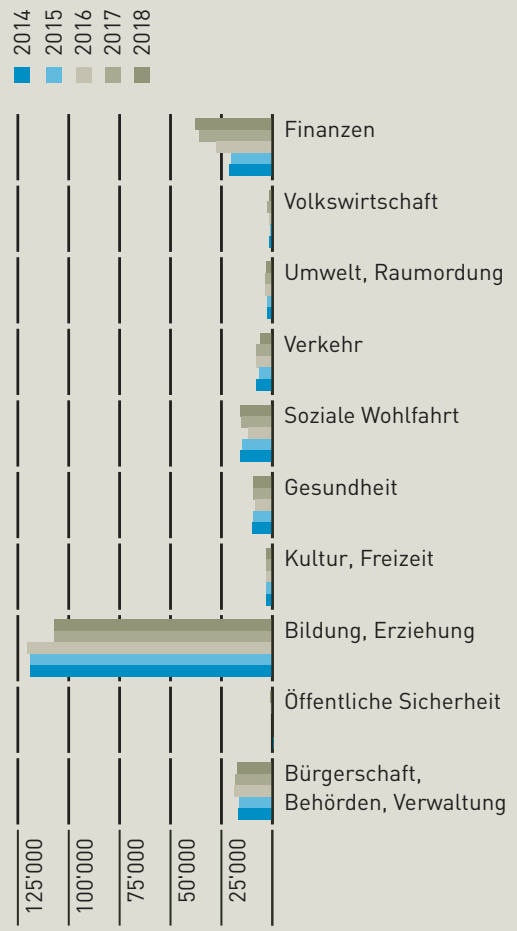 2014
2015
2016
2017
2018
Finanzen
Volkswirtschaft
Umwelt, Raumordung
Verkehr
Soziale Wohlfahrt
Gesundheit
Kultur, Freizeit
Bildung, Erziehung
Öffentliche Sicherheit
Bürgerschaft,
Behörden, Verwaltung
125'000
100'000
75'000
50'000
25'000